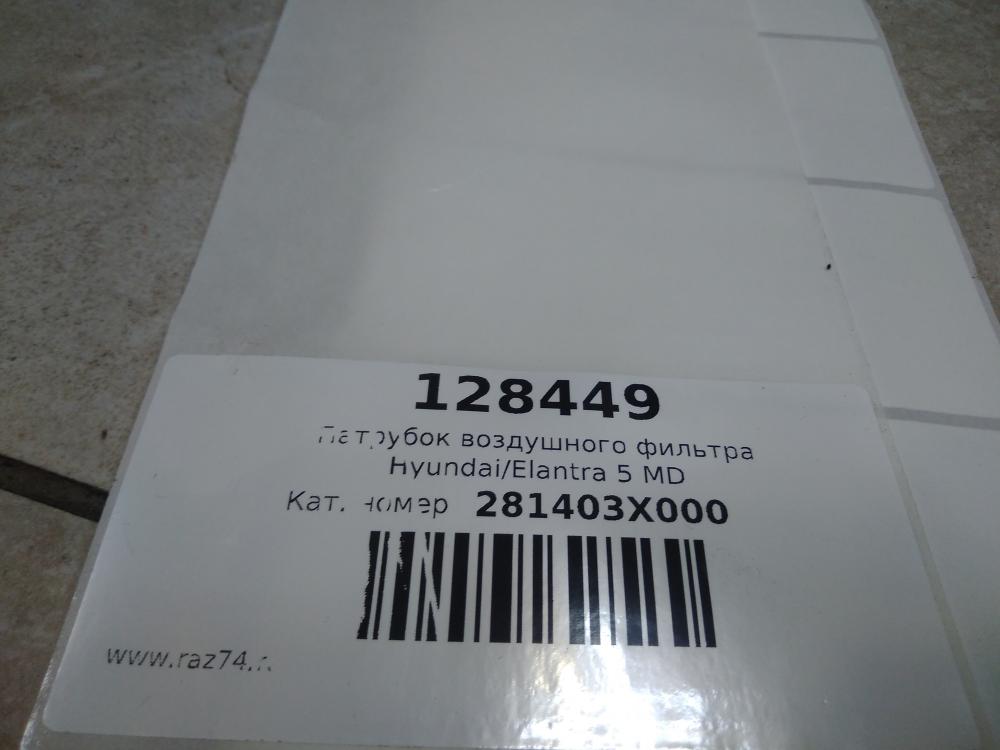 128449
Патрубок воздушного фильтра
Hyundai/Elantra 5 MD
Кат. номер 281403X000
www.raz74.r